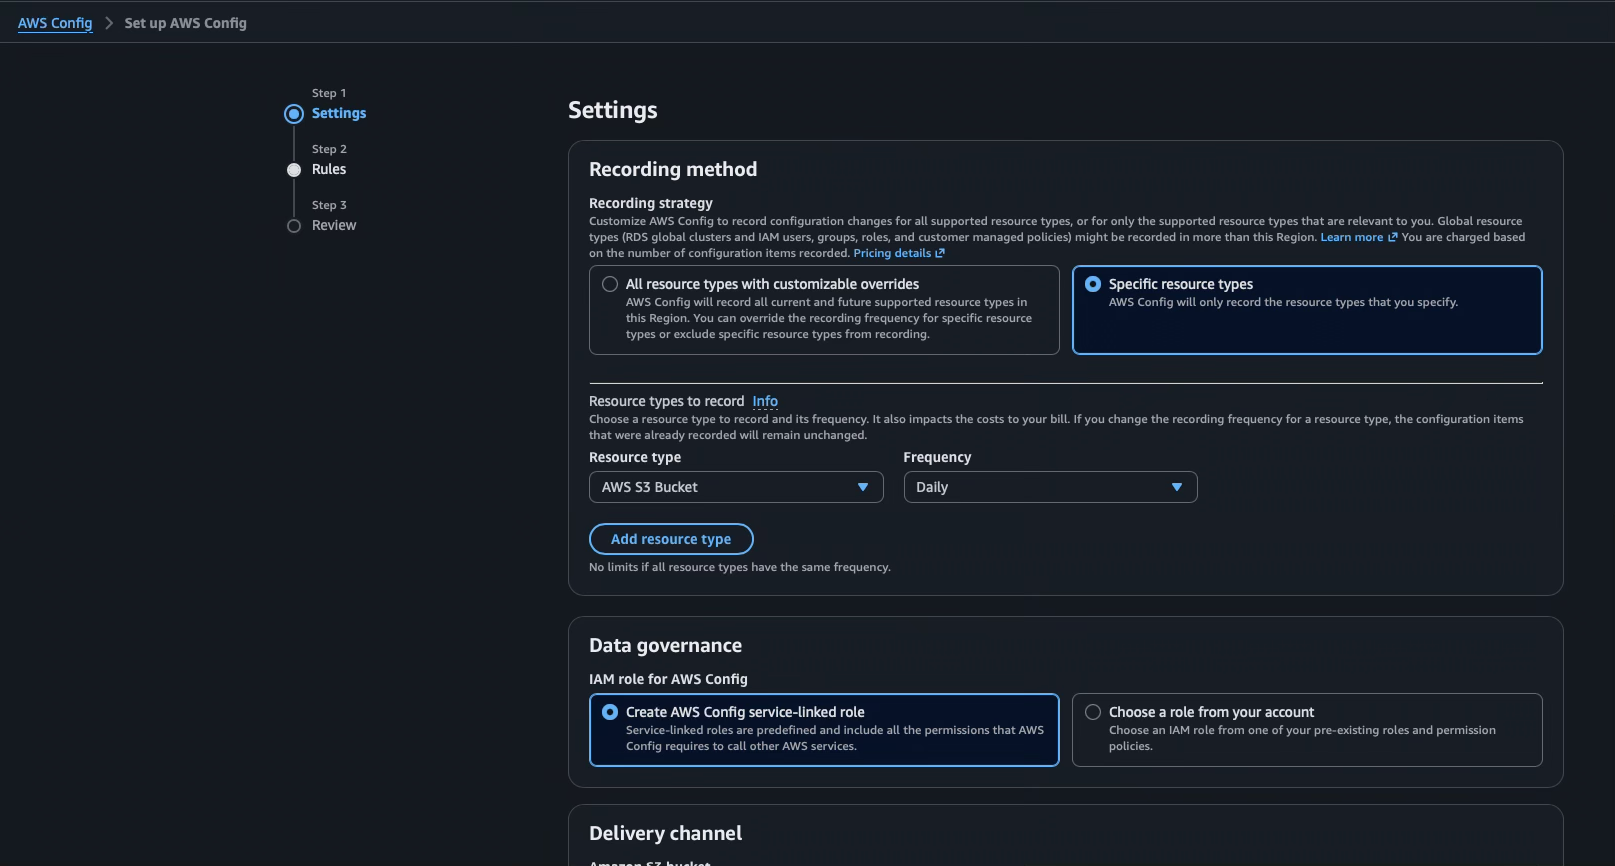 AWS Config > Set up AWS Config
Step 1
Settings
Step 2
Rules
Step 3
Review
Settings
Recording method
Recording strategy
Customize AWS Config to record configuration changes for all supported resource types, or for only the supported resource types that are relevant to you. Global resource
types (RDS global clusters and IAM users, groups, roles, and customer managed policies) might be recorded in more than this Region. Learn more You are charged based
on the number of configuration items recorded. Pricing details
All resource types with customizable overrides
AWS Config will record all current and future supported resource types in
this Region. You can override the recording frequency for specific resource
types or exclude specific resource types from recording.
Specific resource types
AWS Config will only record the resource types that you specify.
Resource types to record Info
Choose a resource type to record and its frequency. It also impacts the costs to your bill. If you change the recording frequency for a resource type, the configuration items
that were already recorded will remain unchanged.
Resource type
AWS S3 Bucket
Frequency
Daily
Add resource type
No limits if all resource types have the same frequency.
Data governance
IAM role for AWS Config
Create AWS Config service-linked role
Service-linked roles are predefined and include all the permissions that AWS
Config requires to call other AWS services.
Choose a role from your account
Choose an IAM role from one of your pre-existing roles and permission
policies.
Delivery channel
Amazon S3 bucket